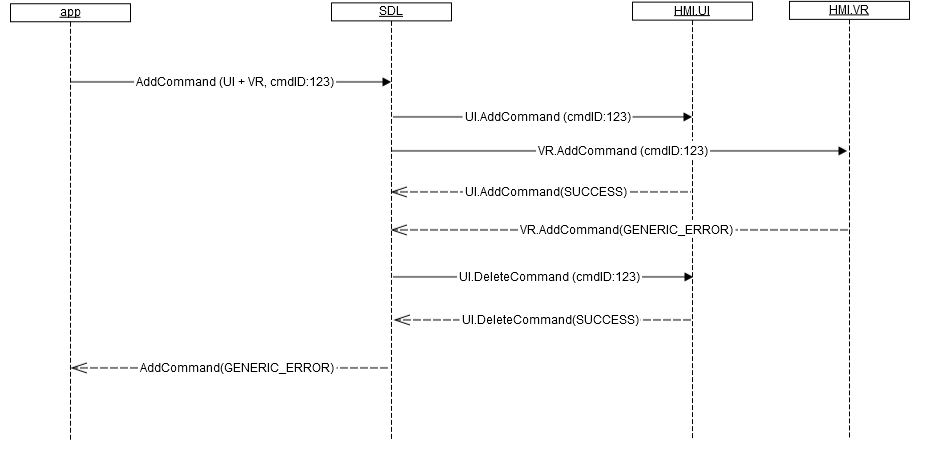 app
SDL
HMI.UI
HMI.VR
AddCommand (UI + VR, cmdID:123)
UI.AddCommand (cmdID:123)
VR.AddCommand (cmdID:123)
UI.AddCommand(SUCCESS)
VR.AddCommand(GENERIC_ERROR)
UI.DeleteCommand (cmdID:123)
UI.DeleteCommand(SUCCESS)
AddCommand(GENERIC_ERROR)